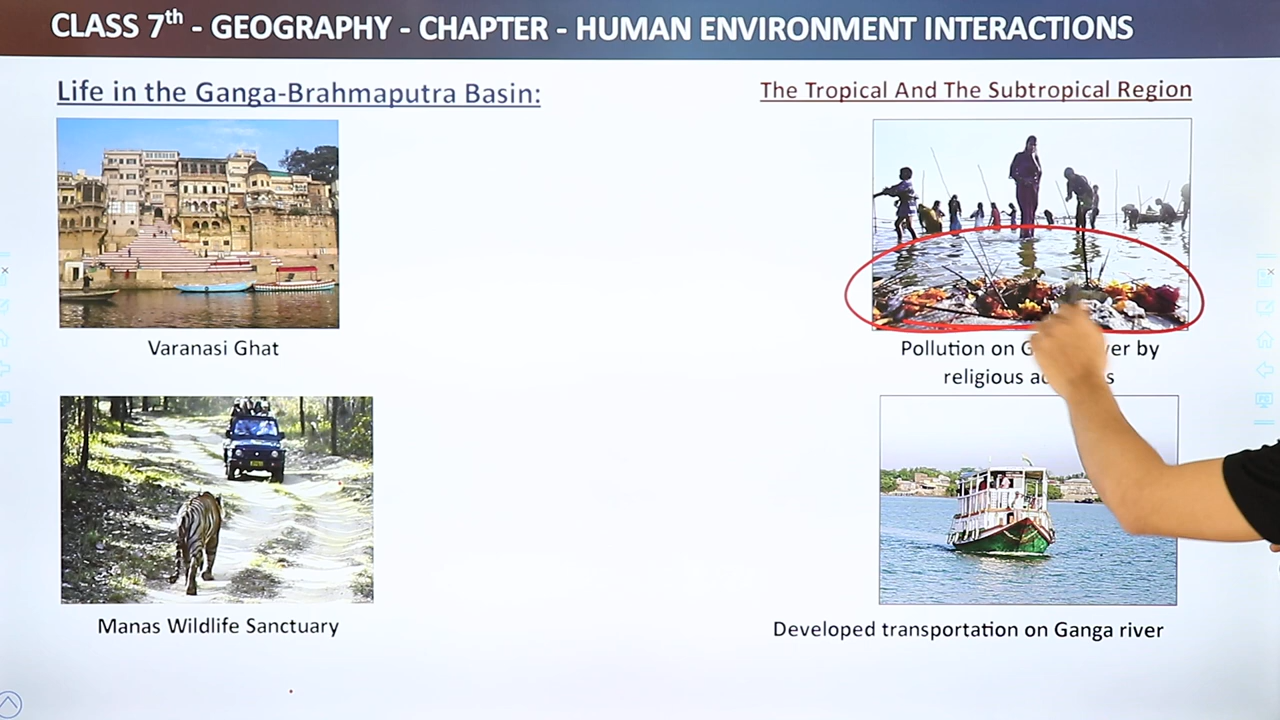 CLASS 7th - GEOGRAPHY - CHAPTER - HUMAN ENVIRONMENT INTERACTIONS
Life in the Ganga-Brahmaputra Basin:
The Tropical And The Subtropical Region
Varanasi Ghat
Pollution on by
religious
Manas Wildlife Sanctuary
Developed transportation on Ganga river